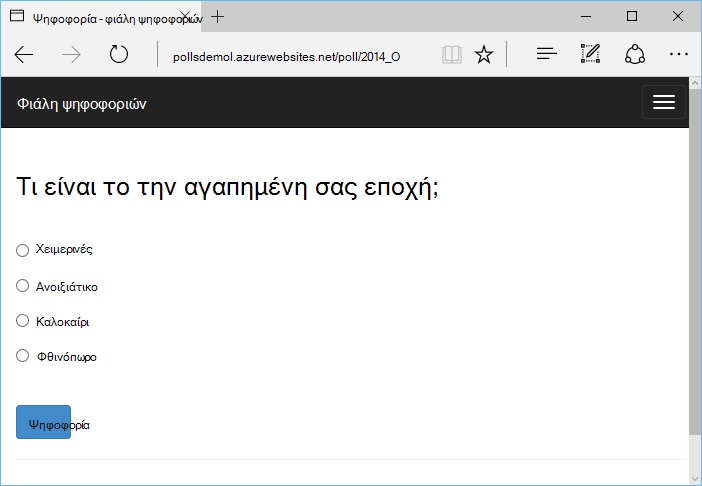 Ψηφοφορία - φιάλη ψηφοφοριών
pollsdemol.azurewebsites.net/poll/2014_O
Φιάλη ψηφοφοριών
Τι είναι το την αγαπημένη σας εποχή;
Χειμερινές
Ανοιξιάτικο
Καλοκαίρι
Φθινόπωρο
Ψηφοφορία